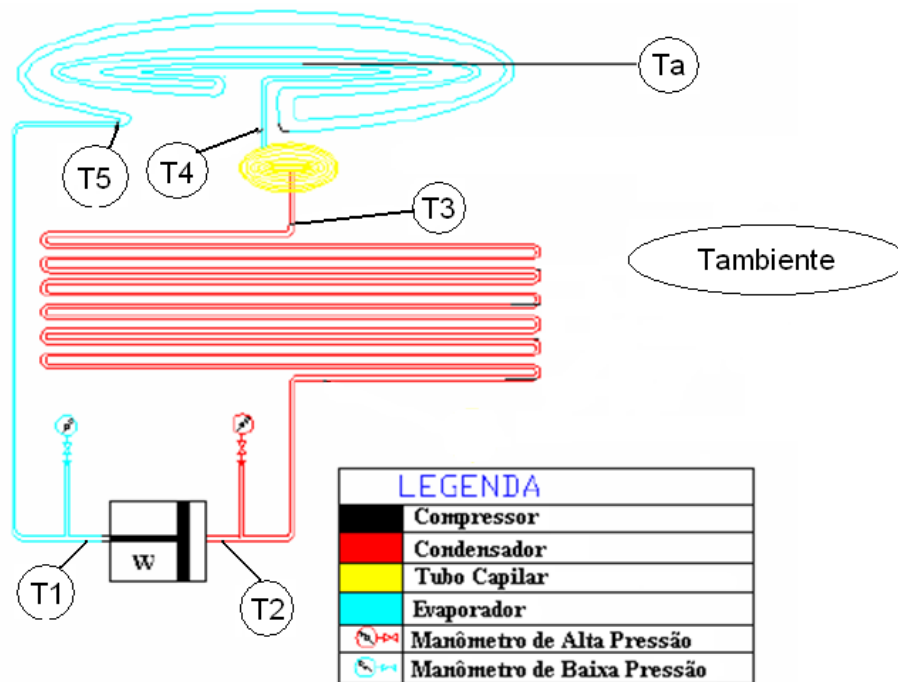 Ta
T5
T4
T3
Tambiente
T1
W
T2
LEGENDA
Compressor
Condensador
Tubo Capilar
Evaporador
Manômetro de Alta Pressão
Manômetro de Baixa Pressão